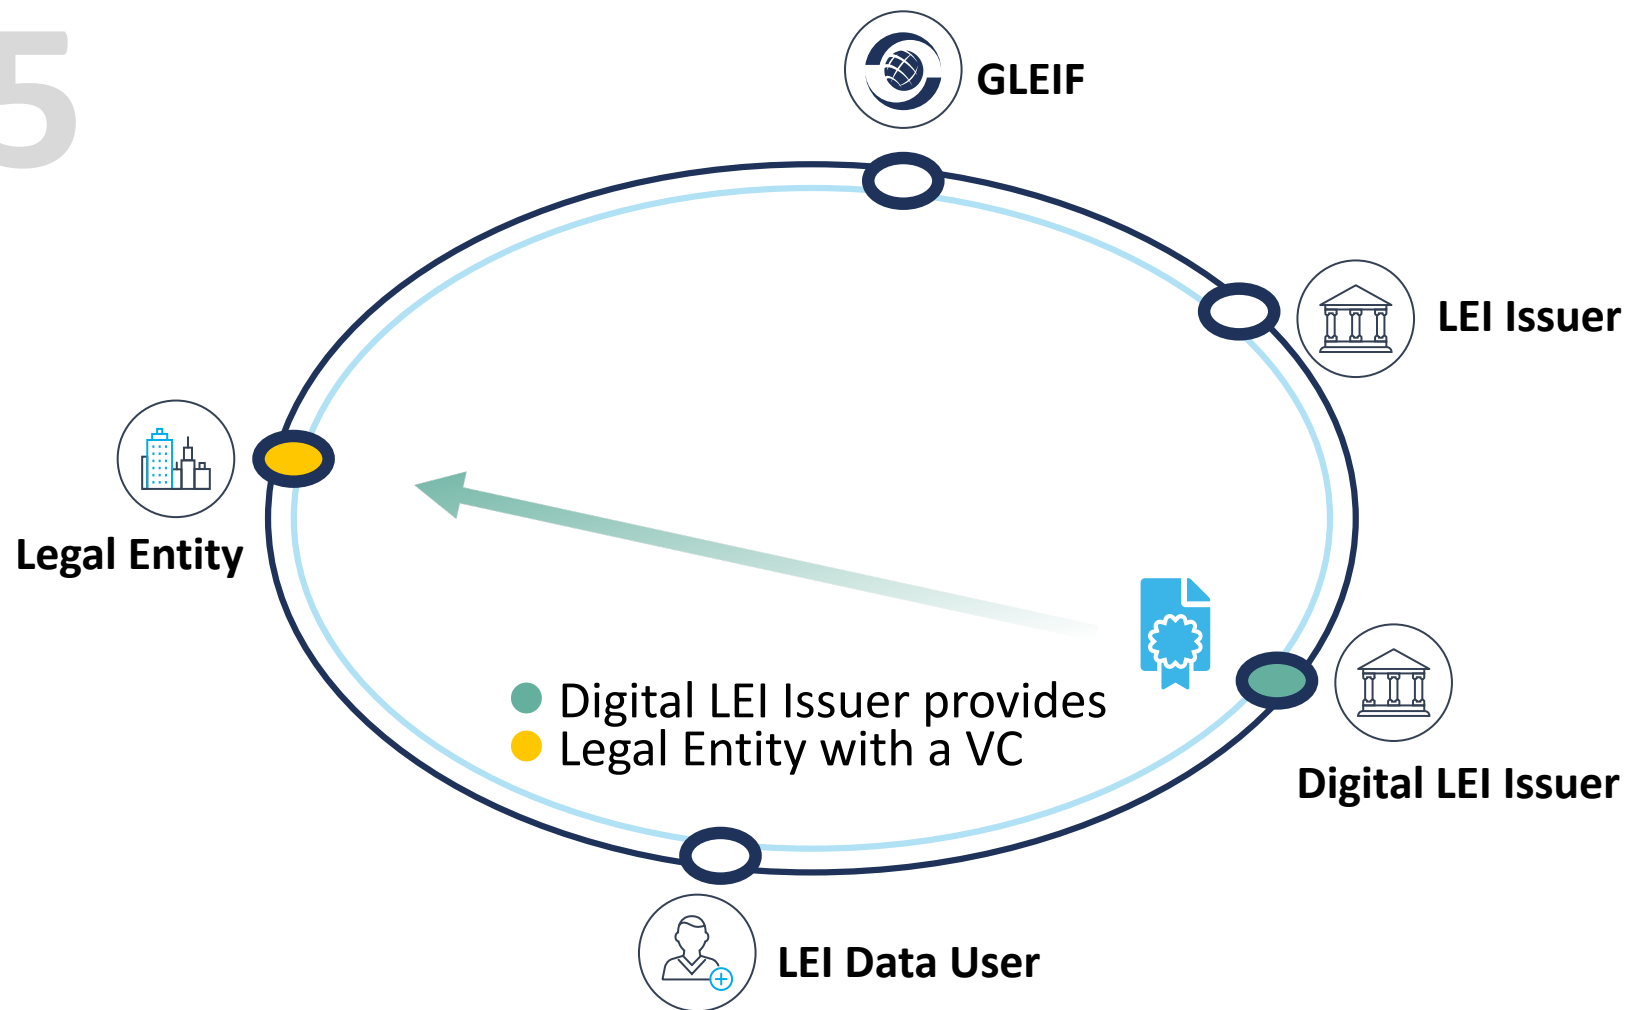 5
GLEIF
LEI Issuer
Legal Entity
Digital LEI Issuer provides
Legal Entity with a VC
Digital LEI Issuer
LEI Data User